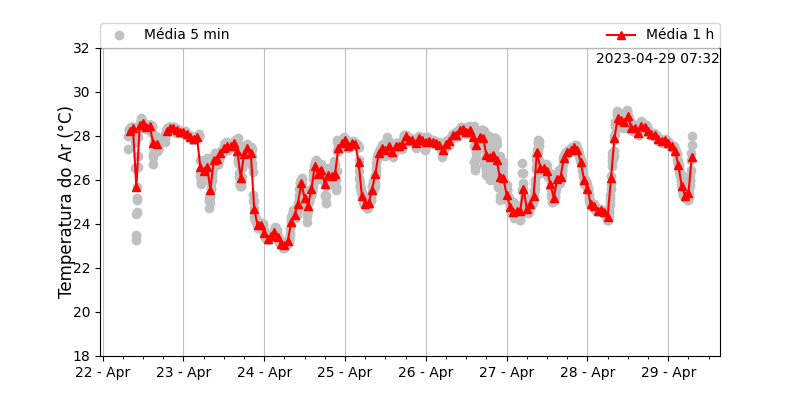 Média 5 min
Média 1 h
2023-04-29 07:32
Temperatura do Ar (°C)
32
30
28
26
24
22
20
18
22 - Apr
23 - Apr
24 - Apr
25 - Apr
26 - Apr
27 - Apr
28 - Apr
29 - Apr